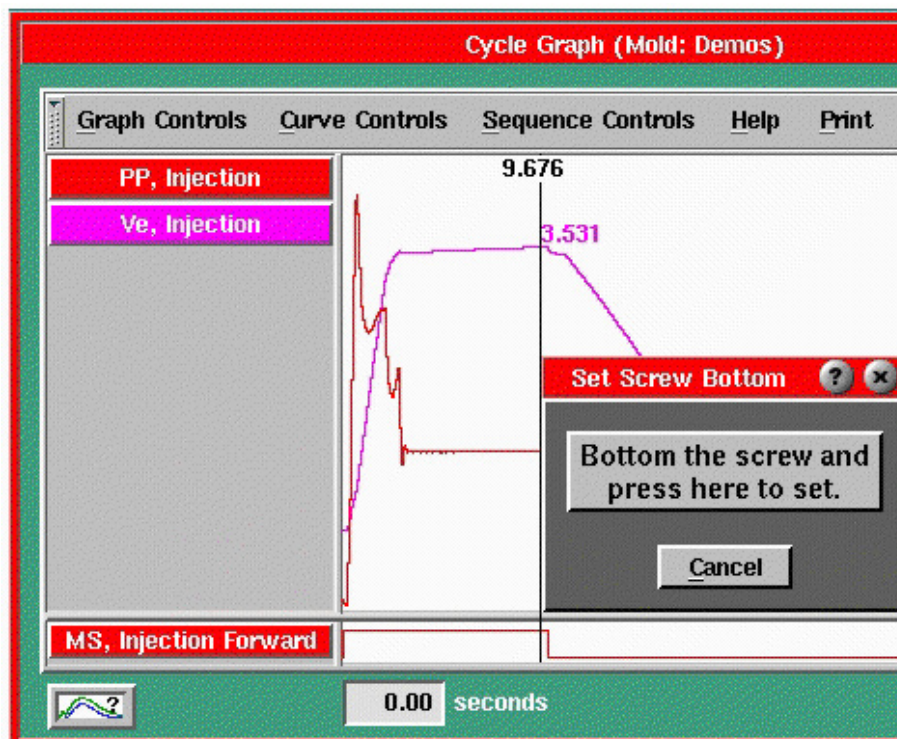 Cycle Graph (Mold: Demos)
Graph Controls Curve Controls Sequence Controls Help Print
PP, Injection
Ve, Injection
9.676
3.531
Set Screw Bottom ? x
Bottom the screw and
press here to set.
Cancel
MS, Injection Forward
? 0.00 seconds